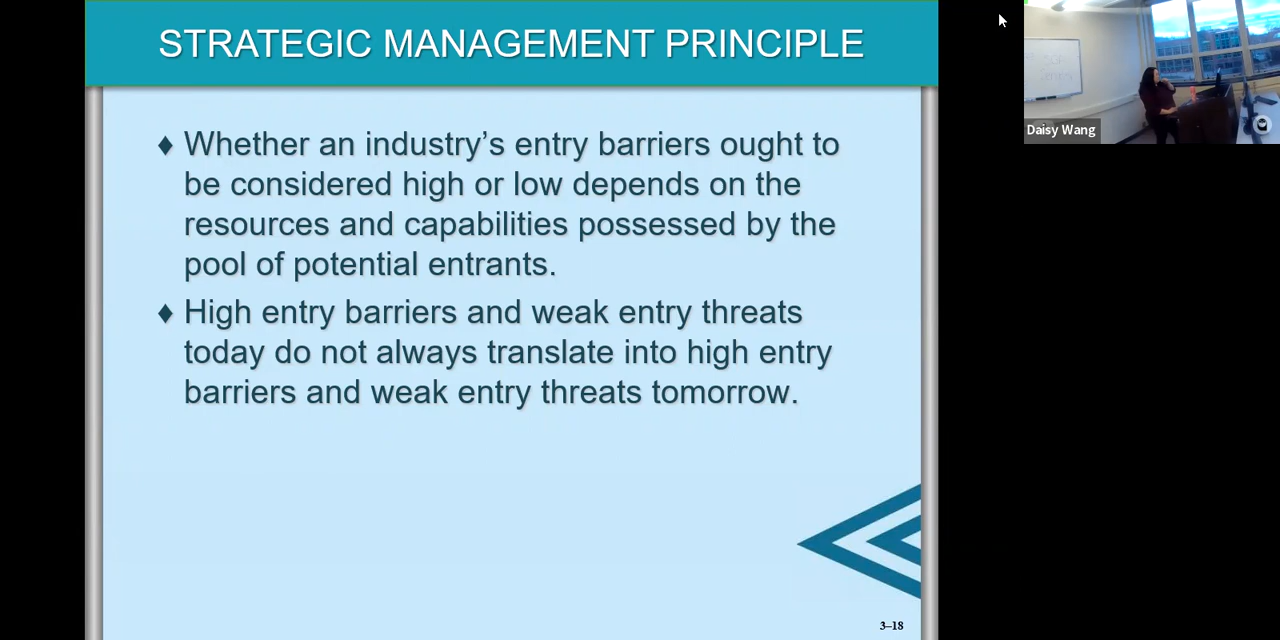 STRATEGIC MANAGEMENT PRINCIPLE
♦ Whether an industry’s entry barriers ought to
be considered high or low depends on the
resources and capabilities possessed by the
pool of potential entrants.
♦ High entry barriers and weak entry threats
today do not always translate into high entry
barriers and weak entry threats tomorrow.
3–18
Daisy Wang